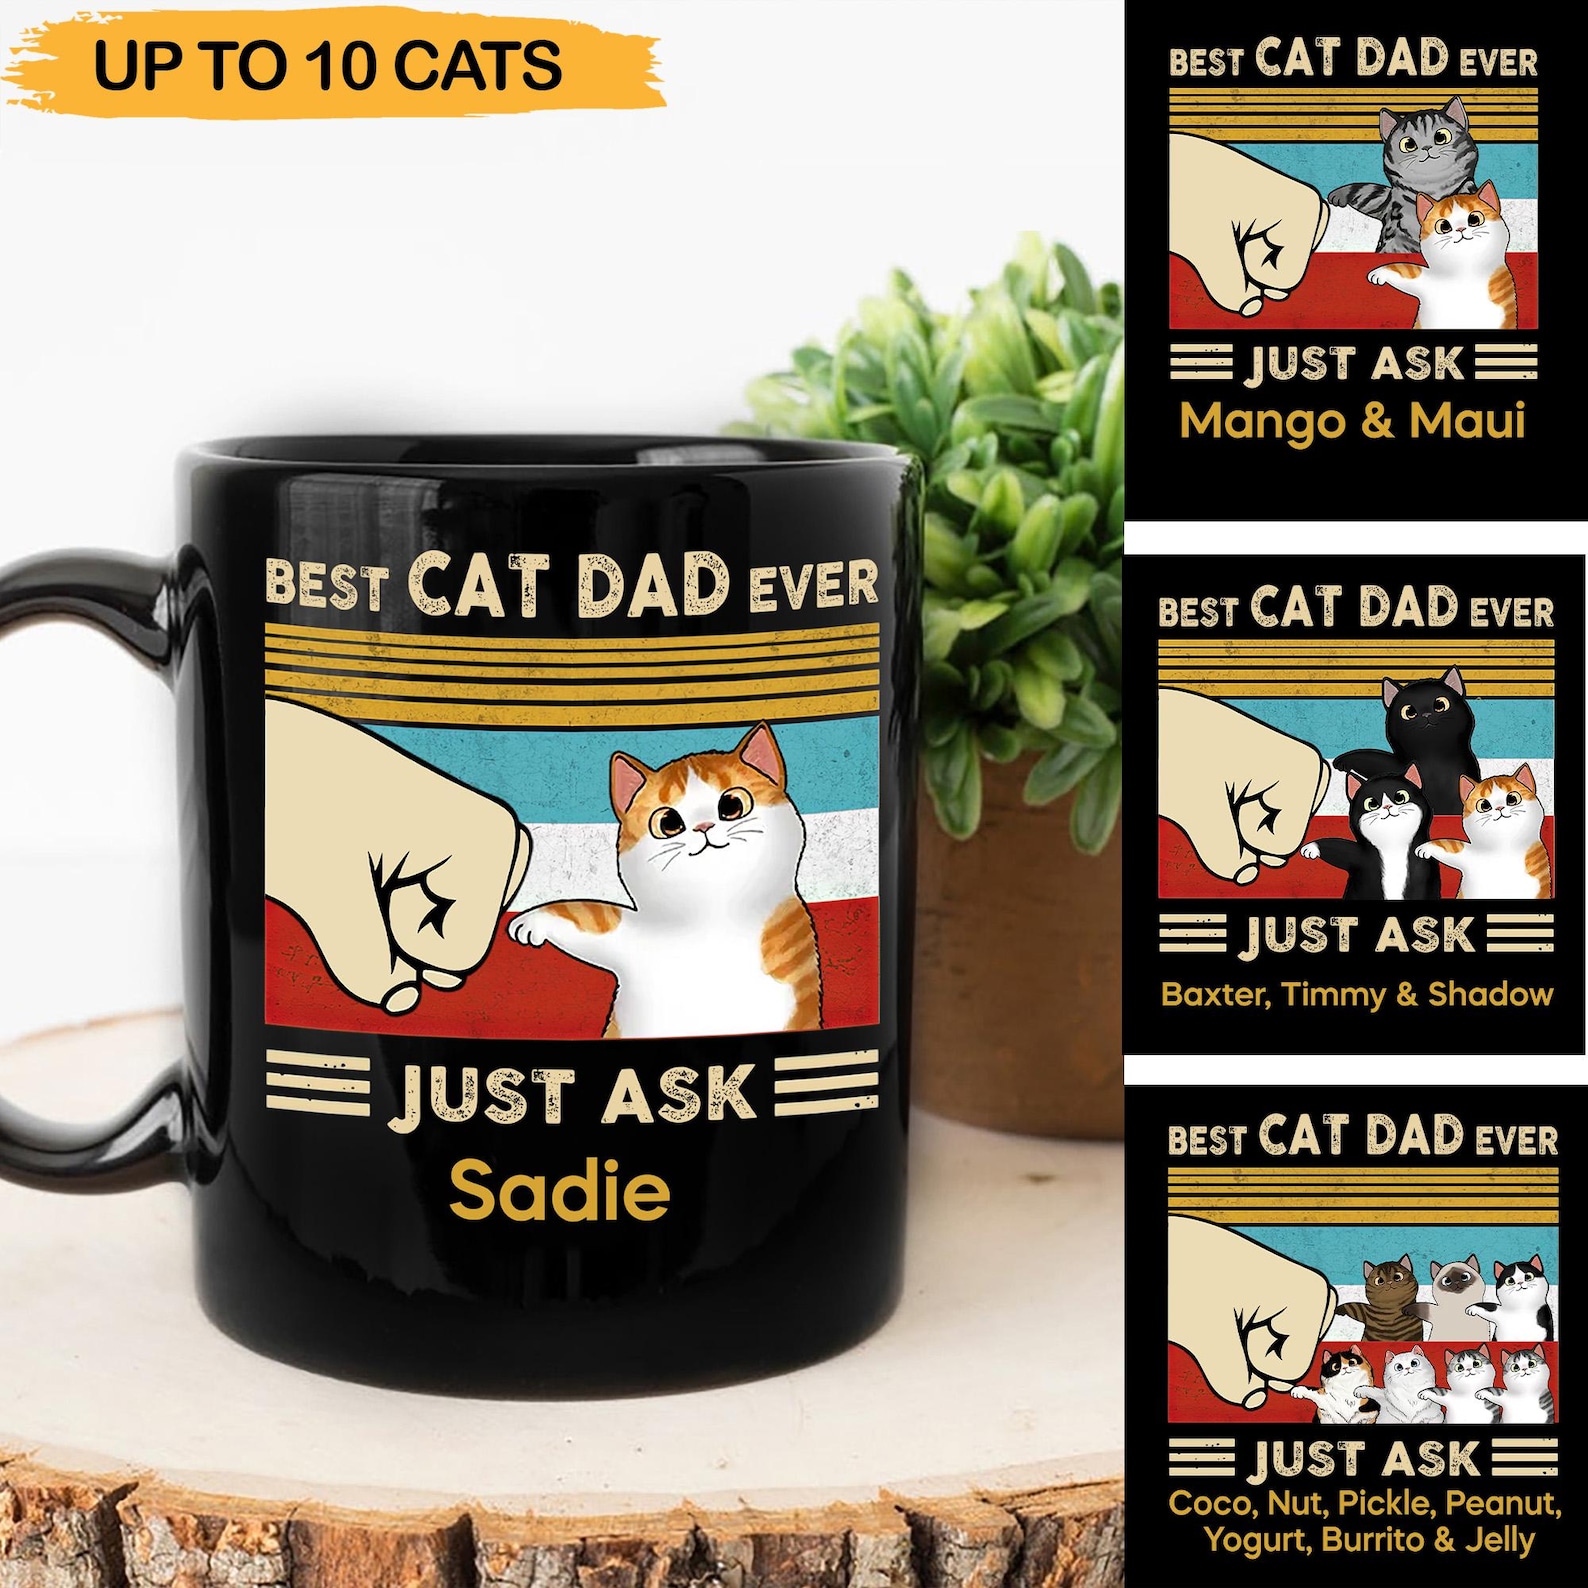 UP TO 10 CATS
BEST CAT DAD EVER
JUST ASK
Sadie
BEST CAT DAD EVER
JUST ASK
Mango & Maui
BEST CAT DAD EVER
JUST ASK
Baxter, Timmy & Shadow
BEST CAT DAD EVER
JUST ASK
Coco, Nut, Pickle, Peanut,
Yogurt, Burrito & Jelly